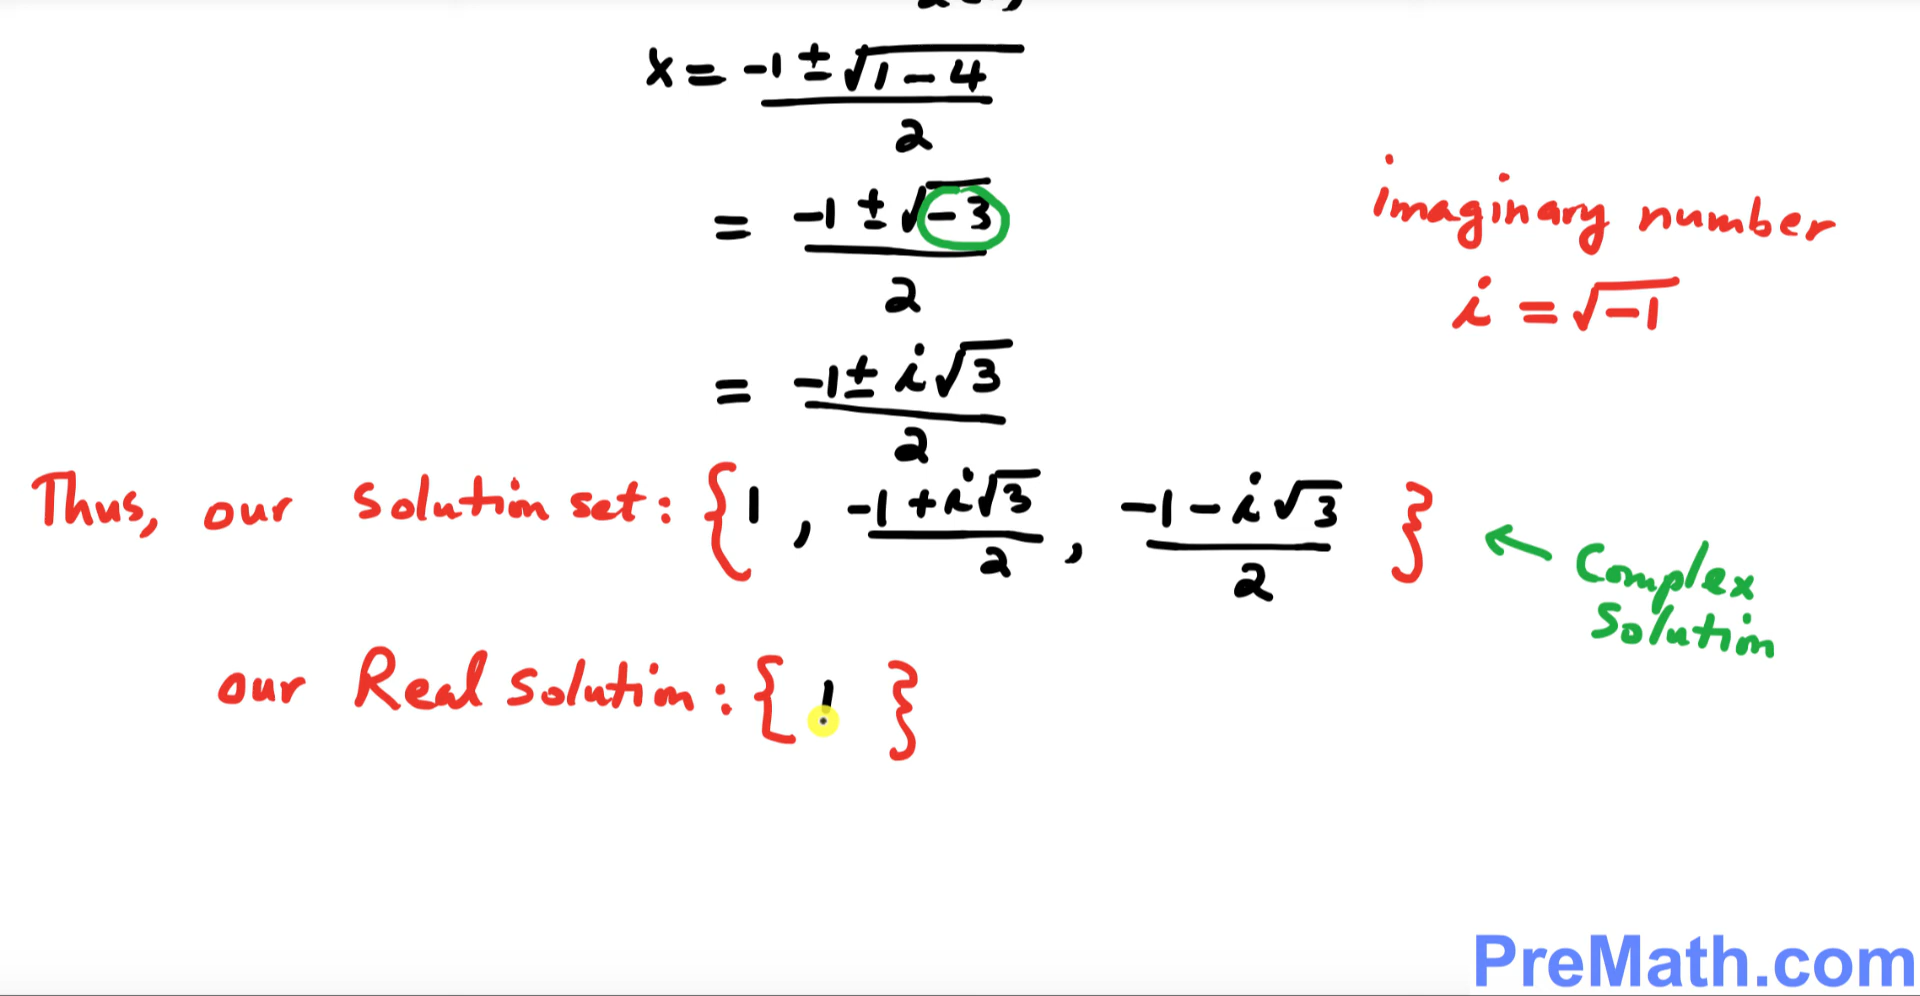 x = -1 ± √1 - 4
2
= -1 ± √-3
2
imaginary number
i = √-1
= -1 ± i√3
2
Thus, our solution set: { 1 , -1 + i√3 / 2 , -1 - i√3 / 2 }
Complex
Solution
our Real solution: { 1 }
PreMath.com